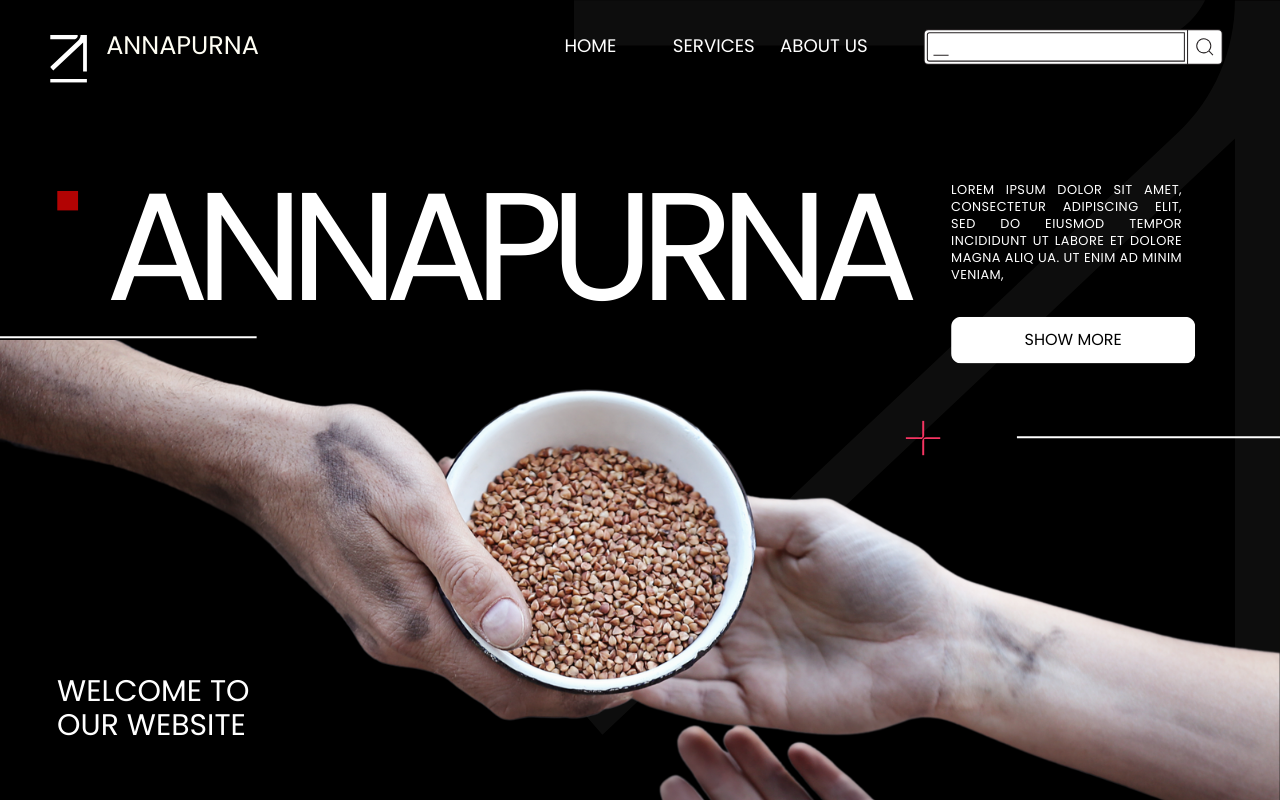 ANNAPURNA
HOME
SERVICES
ABOUT US
ANNAPURNA
LOREM IPSUM DOLOR SIT AMET,
CONSECTETUR ADIPISCING ELIT,
SED DO EIUSMOD TEMPOR
INCIDIDUNT UT LABORE ET DOLORE
MAGNA ALIQ UA. UT ENIM AD MINIM
VENIAM,
SHOW MORE
WELCOME TO
OUR WEBSITE